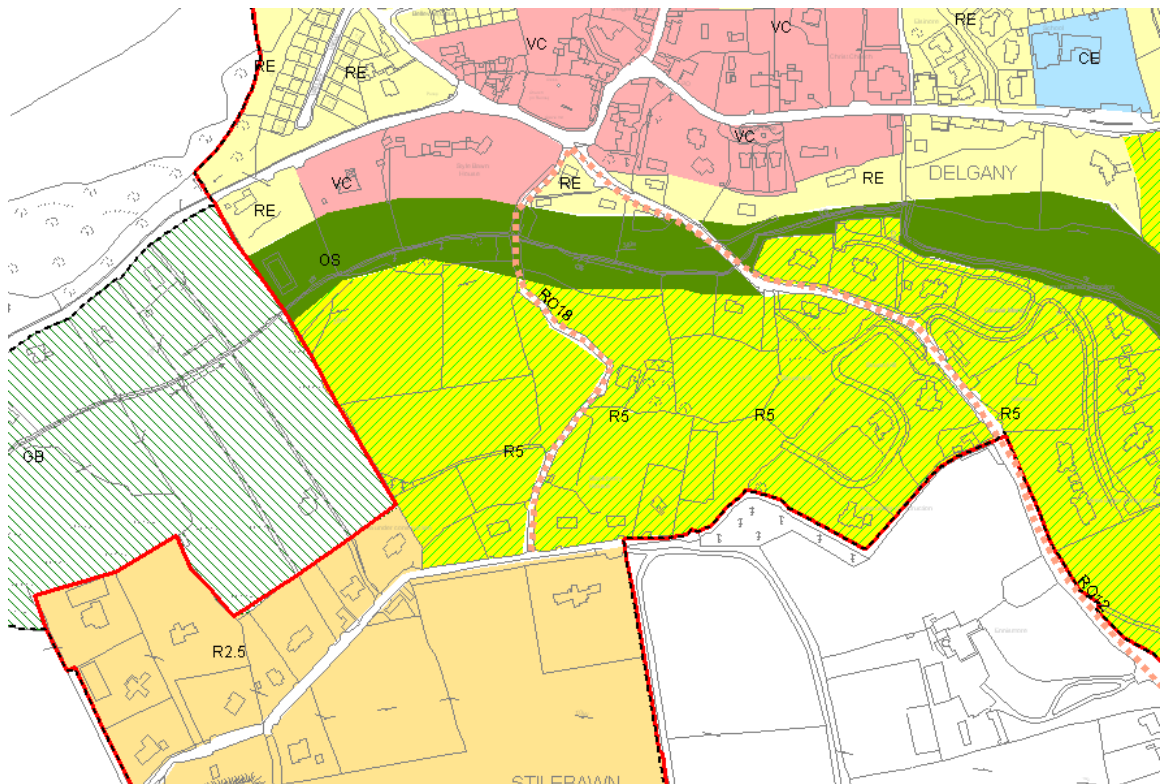 RE
VC
VC
CE
RE
RE
VC
DELGANY
VC
RE
RE
RE
OS
RO18
R5
R5
R5
R5
GB
RO12
R2.5
STILEBAWN